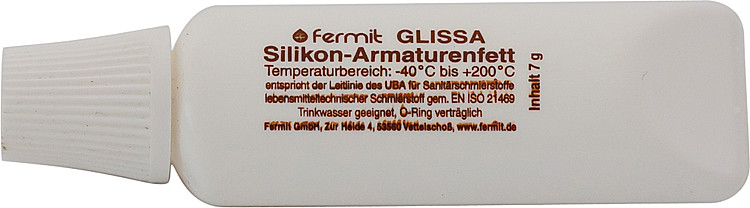 fermit GLISSA
Silikon-Armaturenfett
Temperaturbereich: -40°C bis +200°C
entspricht der Leitlinie des UBA für Sanitärschmierstoffe
lebensmitteltechnischer Schmierstoff gem. EN ISO 21469
Trinkwasser geeignet, O-Ring verträglich
Fermit GmbH, Zur Heide 4, 53560 Vettelschoß, www.fermit.de
Inhalt 7 g